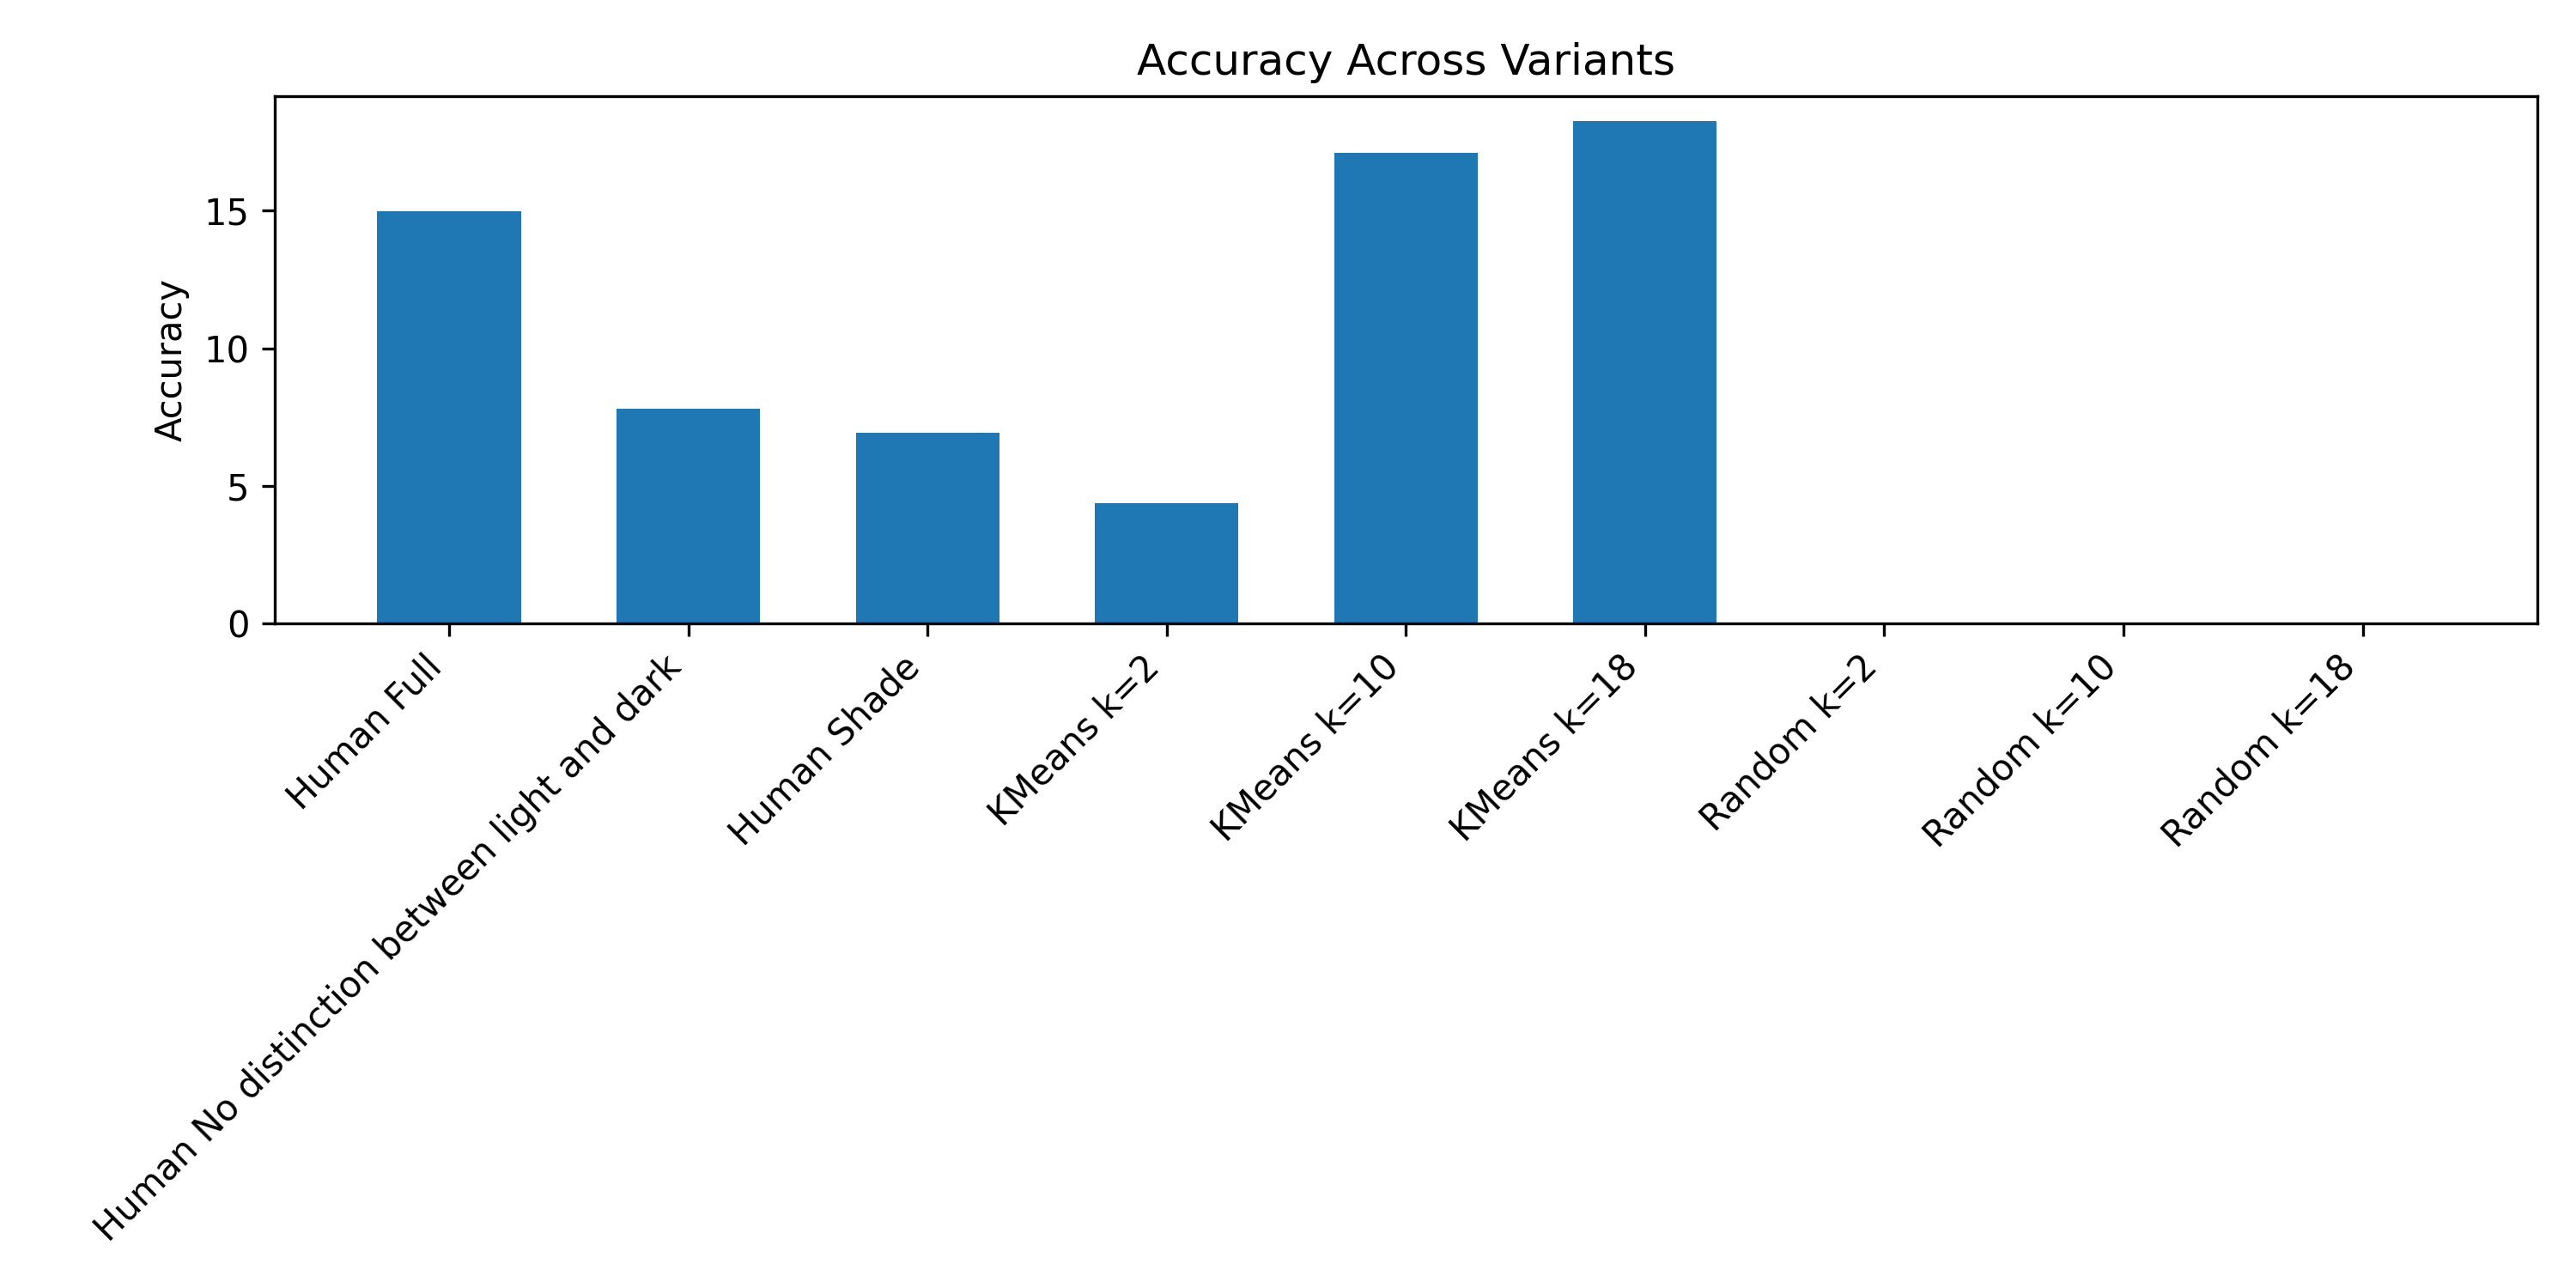 Accuracy Across Variants
Accuracy
15
10
5
0
Human Full
Human No distinction between light and dark
Human Shade
KMeans k=2
KMeans k=10
KMeans k=18
Random k=2
Random k=10
Random k=18